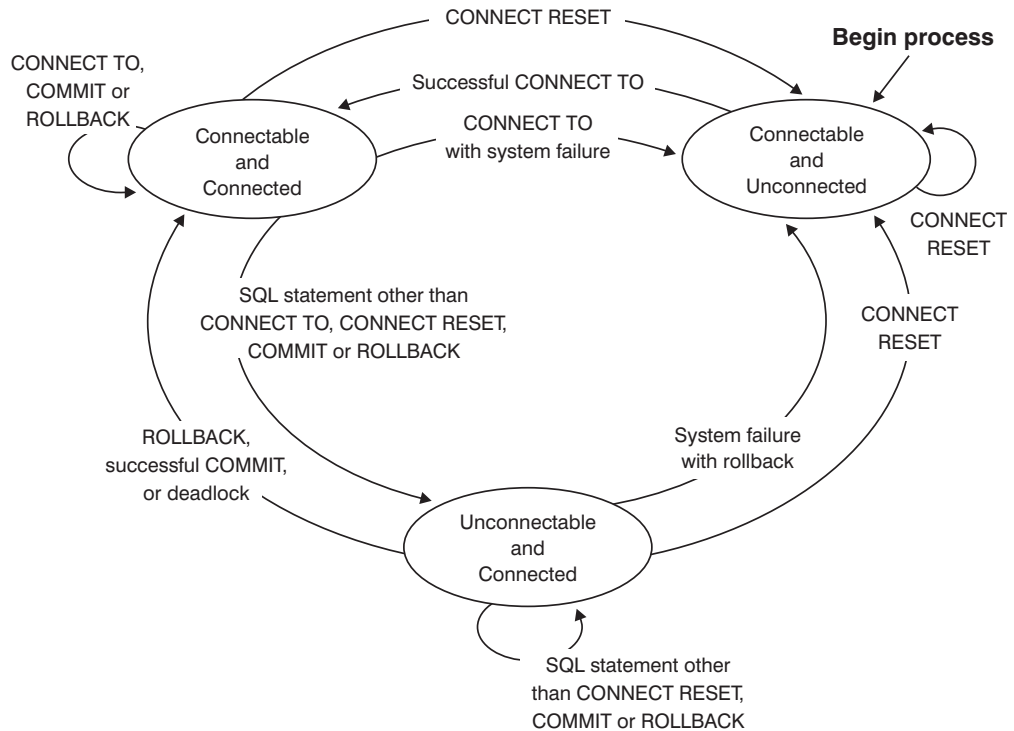 CONNECT RESET
Begin process
CONNECT TO,
COMMIT or
ROLLBACK
Successful CONNECT TO
CONNECT TO
with system failure
Connectable
and
Connected
Connectable
and
Unconnected
CONNECT
RESET
SQL statement other than
CONNECT TO, CONNECT RESET,
COMMIT or ROLLBACK
CONNECT
RESET
ROLLBACK,
successful COMMIT,
or deadlock
System failure
with rollback
Unconnectable
and
Connected
SQL statement other
than CONNECT RESET,
COMMIT or ROLLBACK